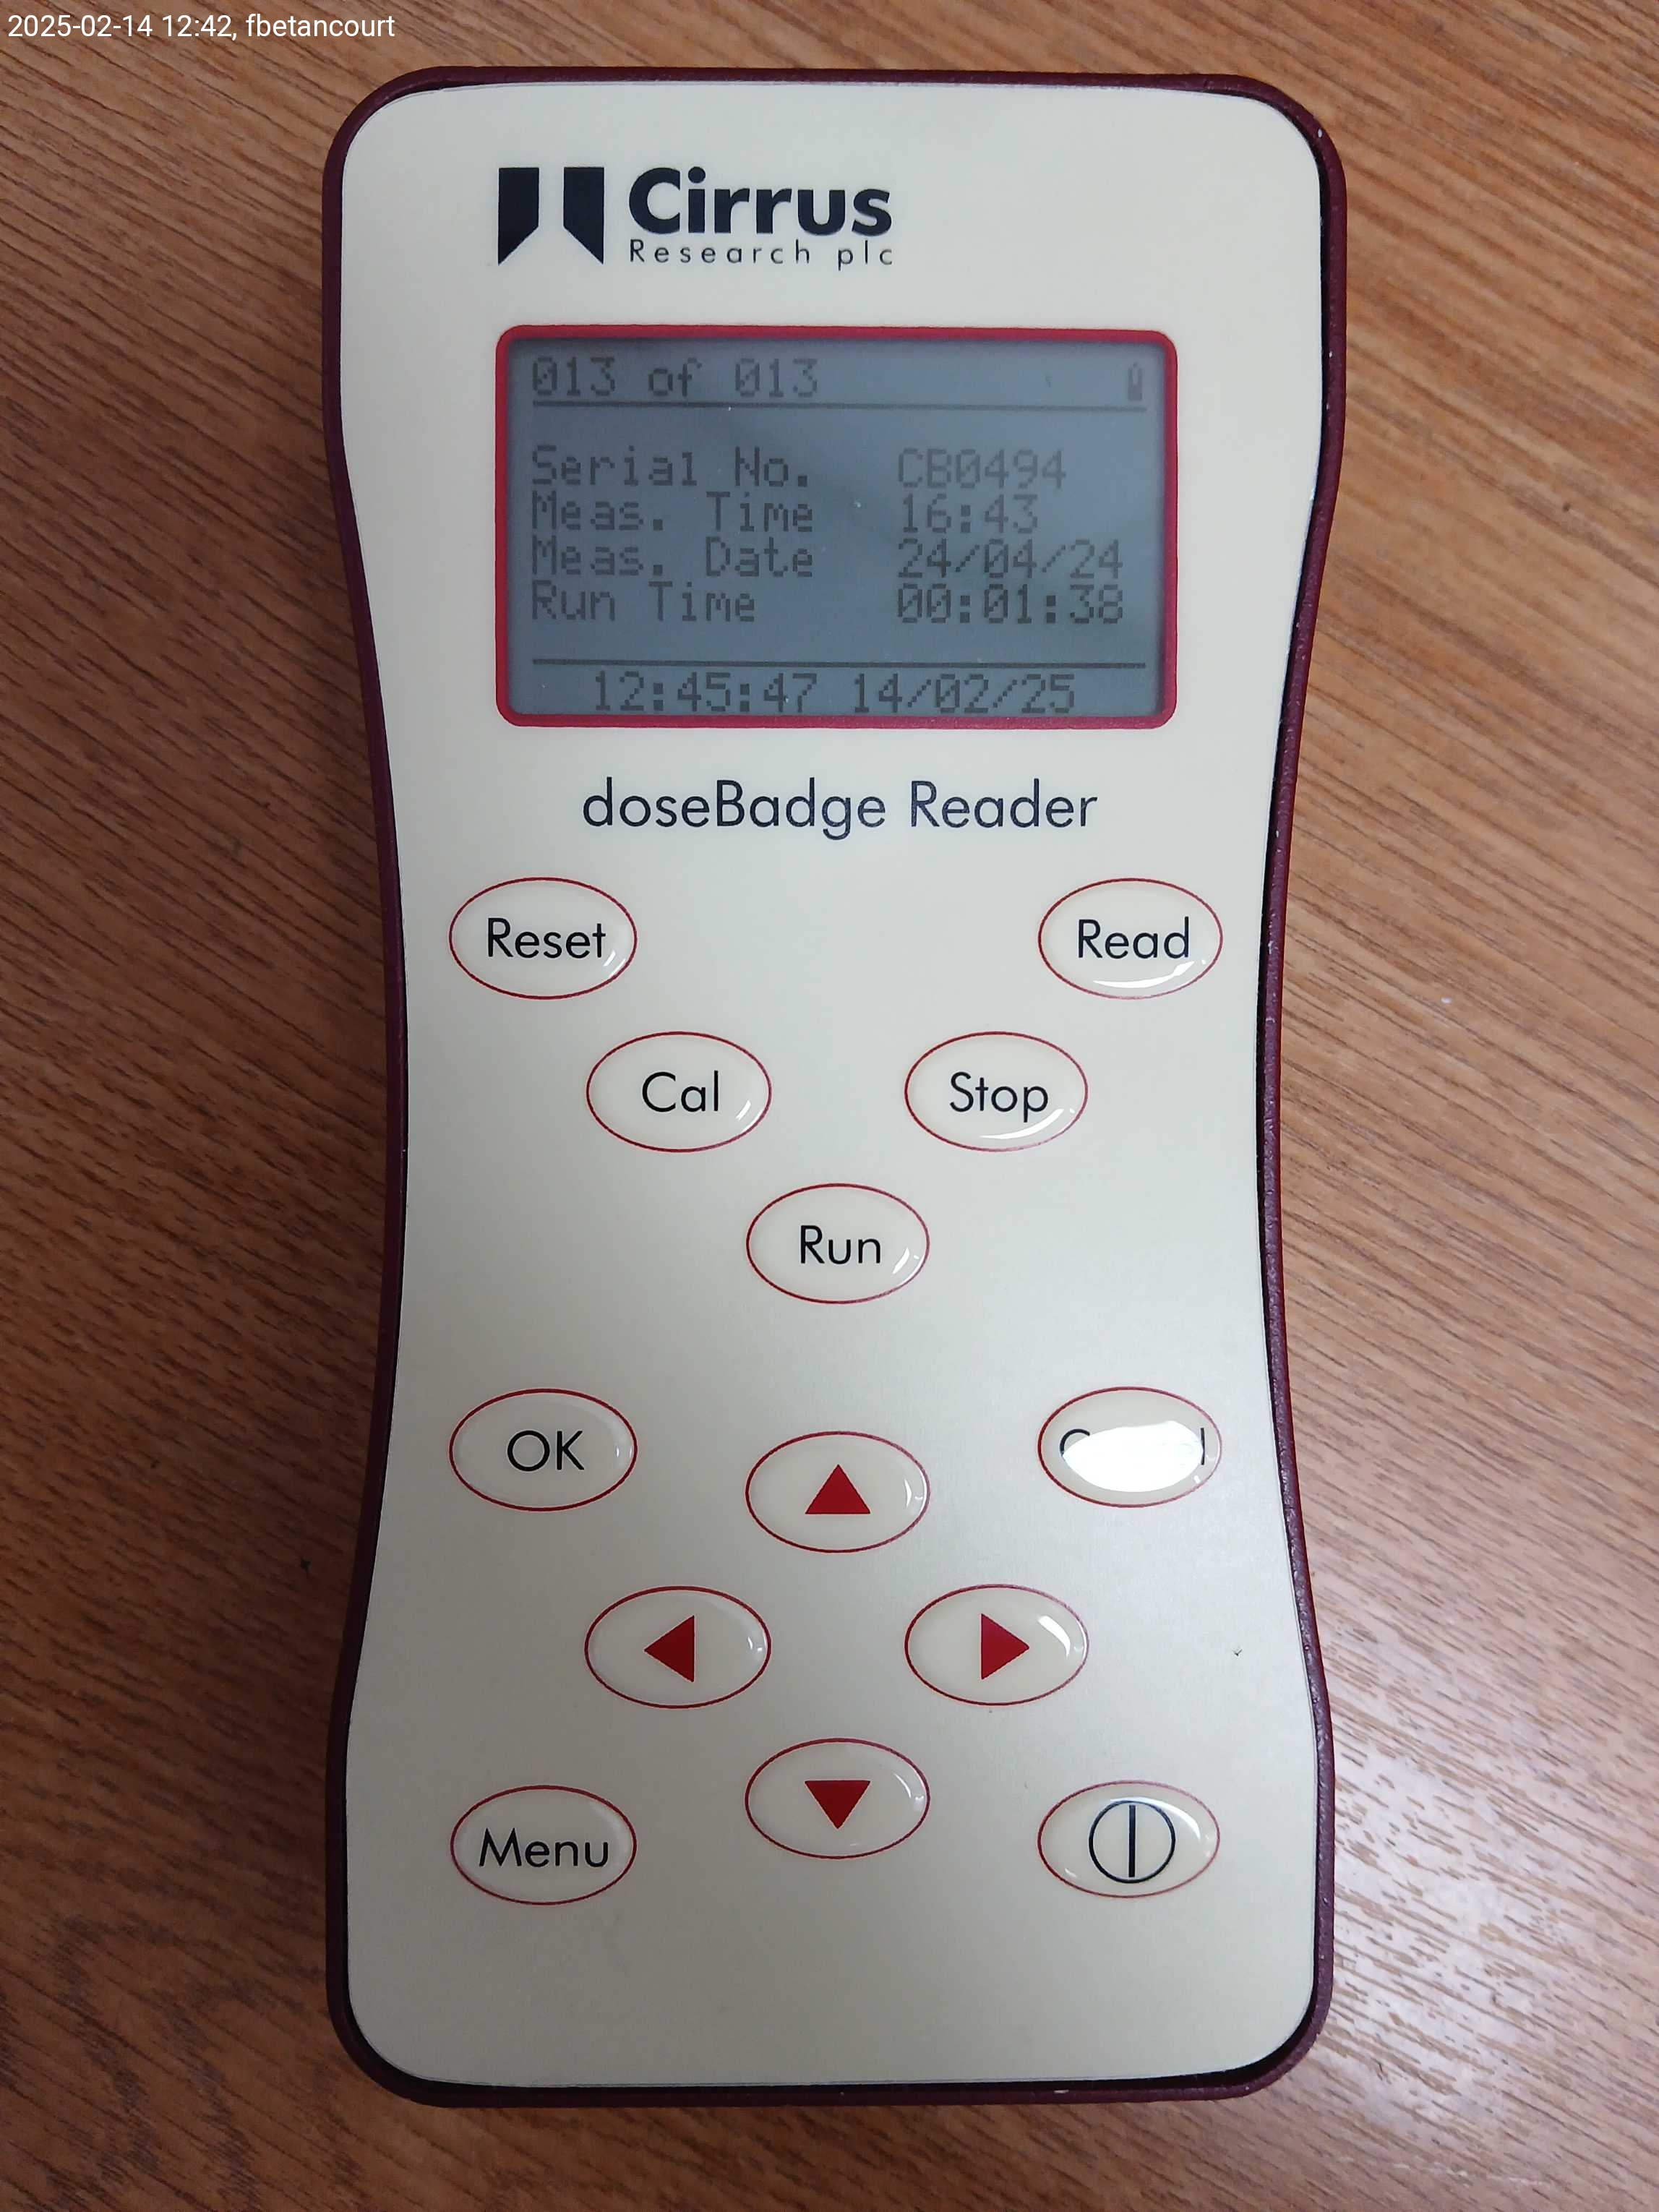 2025-02-14 12:42, fbetancourt
Cirrus
Research plc
013 of 013
Serial No. CB0494
Meas. Time 16:43
Meas. Date 24/04/24
Run Time 00:01:38
12:45:47 14/02/25
doseBadge Reader
Reset
Read
Cal
Stop
Run
OK
Menu